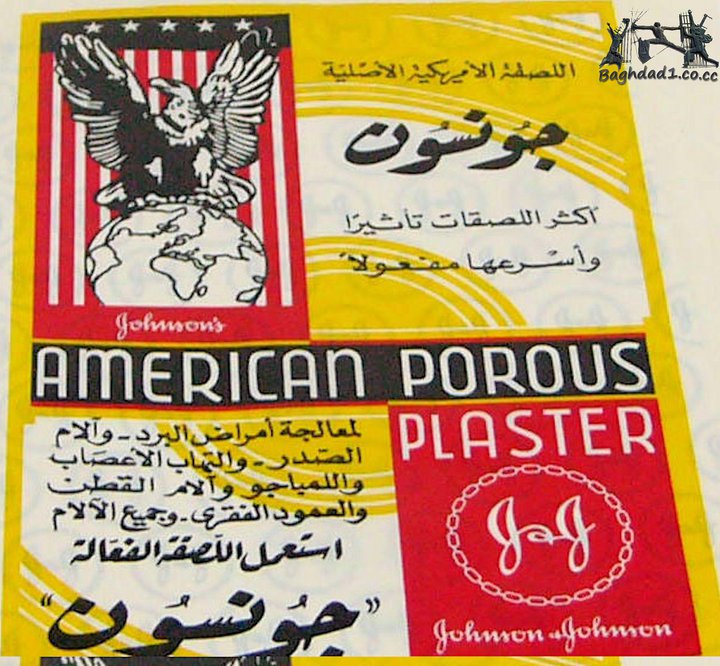 Baghdad1.co.cc
اللصقة الأمريكية الأصلية
جونسون
أكثر اللصقات تأثيرًا
وأسرعها مفعولاً
Johnson's
AMERICAN POROUS
PLASTER
لمعالجة أمراض البرد - وآلام
الصدر - والتهاب الأعصاب
واللمباجو وآلام القطن
والعمود الفقري - وجميع الآلام
استعمل اللصقة الفعالة
"جونسون"
J&J
Johnson & Johnson